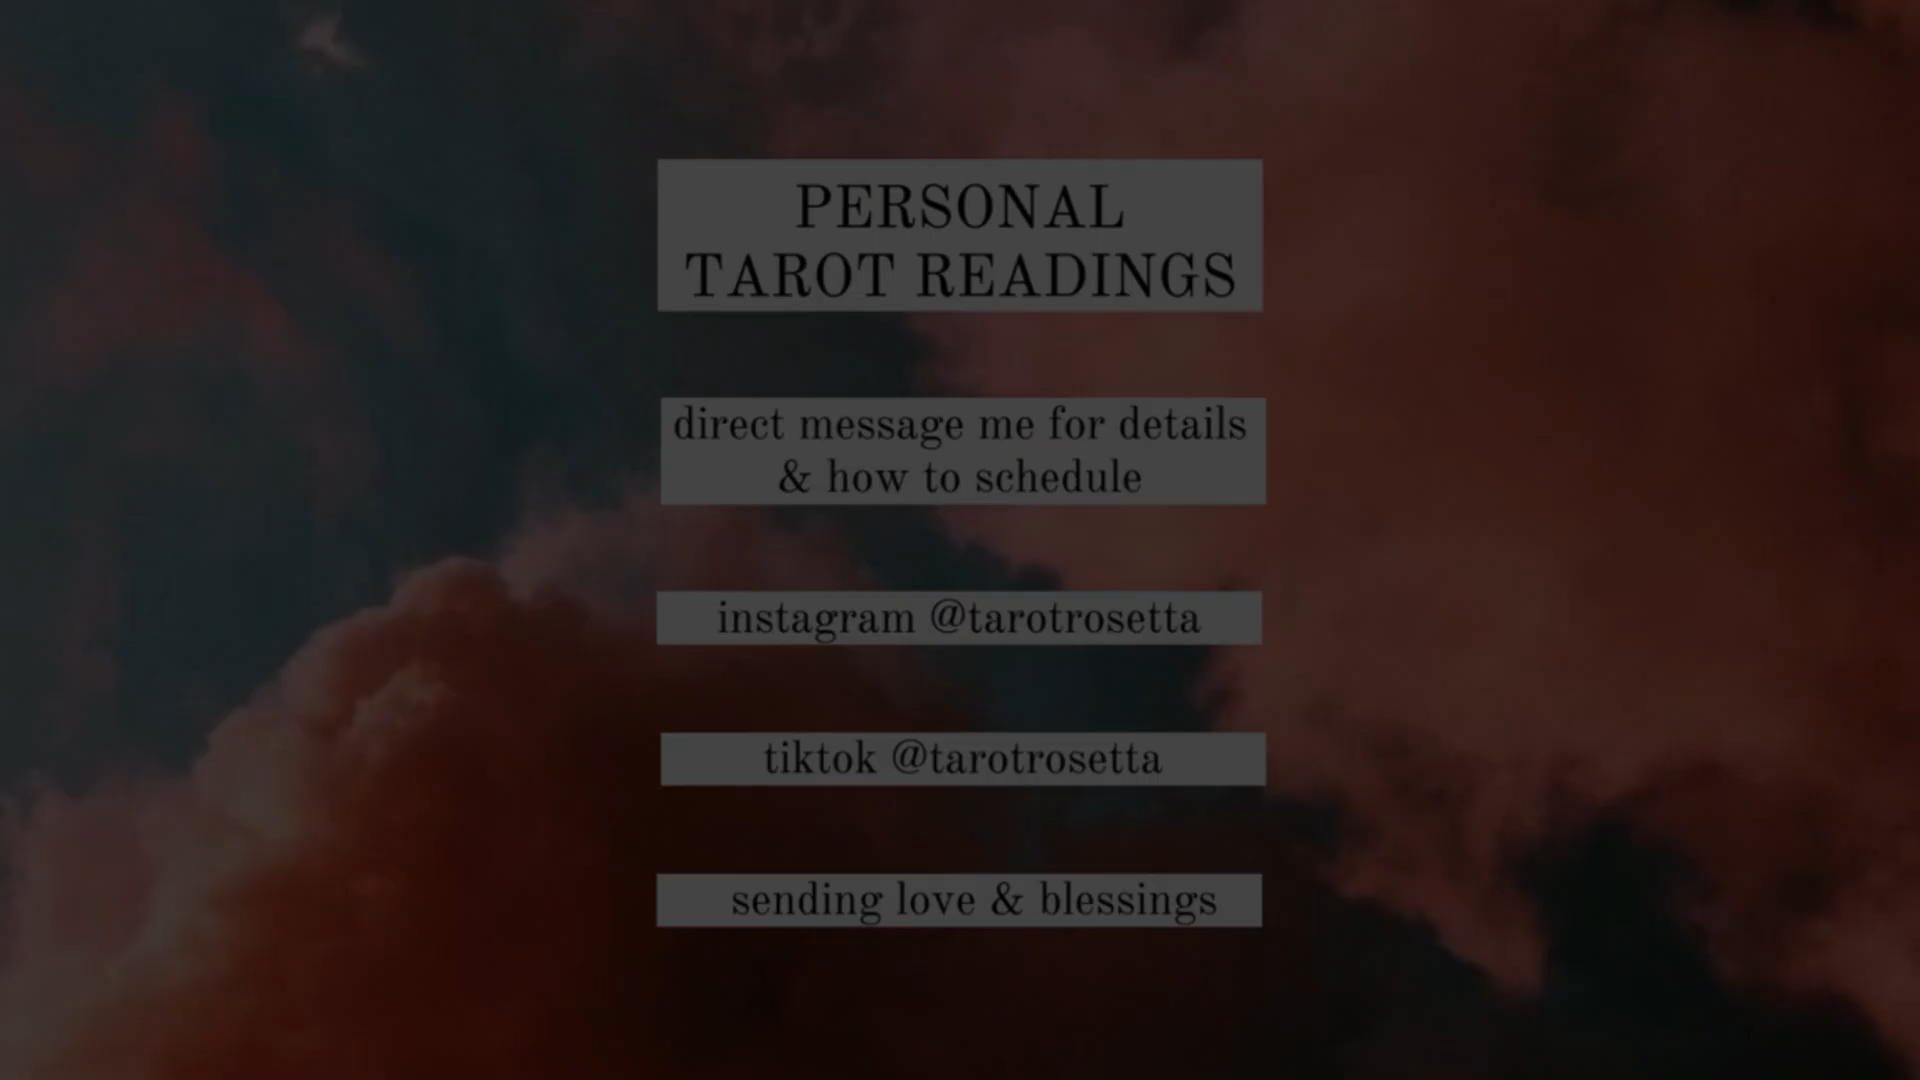 PERSONAL
TAROT READINGS
direct message me for details
& how to schedule
instagram @tarotrosetta
tiktok @tarotrosetta
sending love & blessings